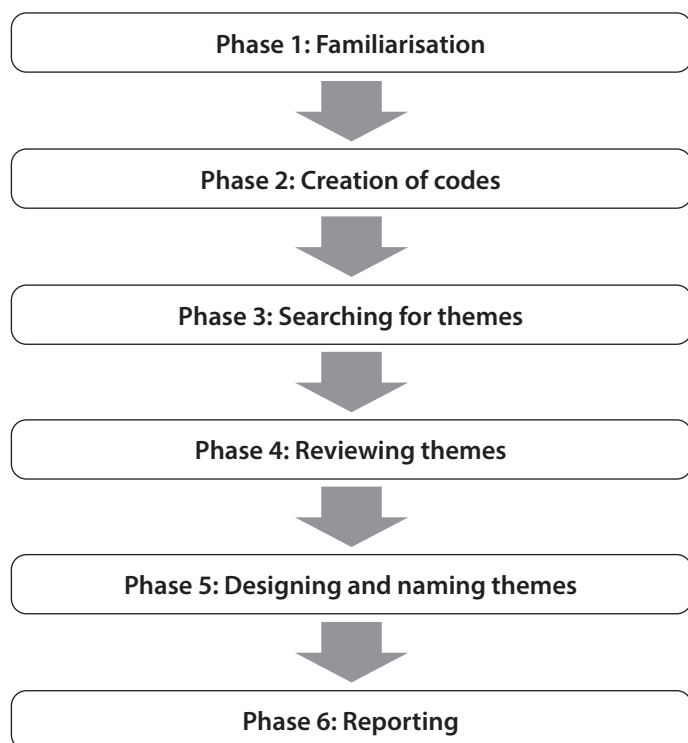 Phase 1: Familiarisation
Phase 2: Creation of codes
Phase 3: Searching for themes
Phase 4: Reviewing themes
Phase 5: Designing and naming themes
Phase 6: Reporting